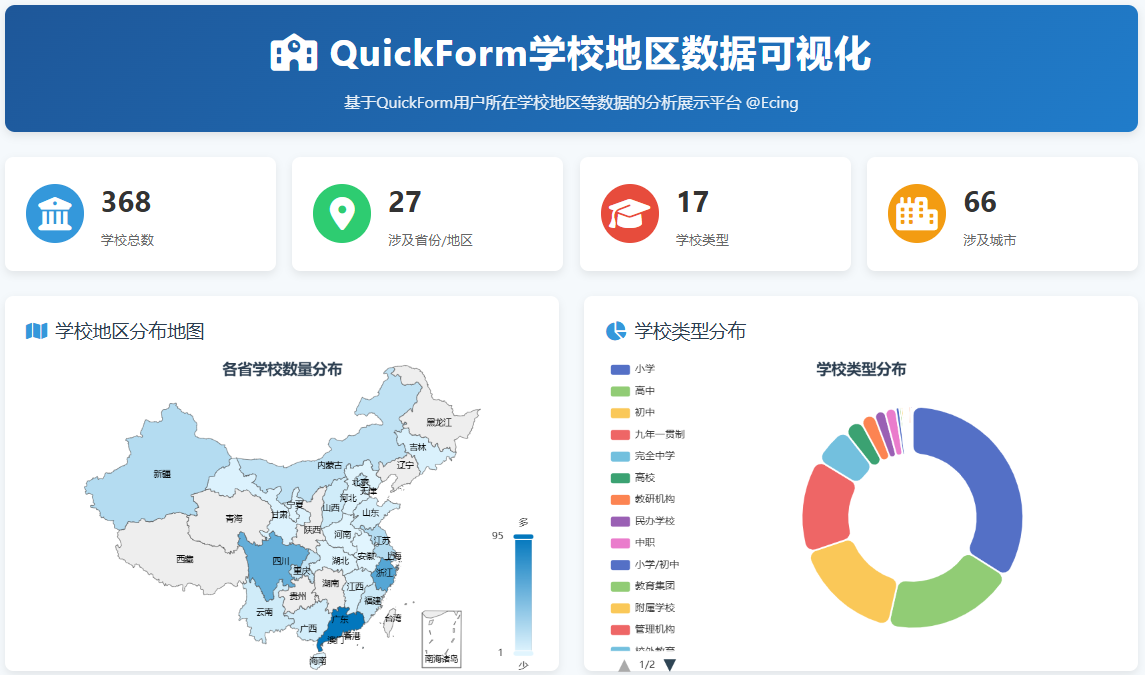 QuickForm学校地区数据可视化
基于QuickForm用户所在学校地区等数据的分析展示平台 @Ecing
368
学校总数
27
涉及省份/地区
17
学校类型
66
涉及城市
学校地区分布地图
各省学校数量分布
黑龙江
吉林
辽宁
新疆
内蒙古
北京
天津
河北
宁夏
山西
山东
甘肃
青海
陕西
河南
江苏
西藏
四川
重庆
湖北
安徽
上海
浙江
湖南
江西
贵州
福建
云南
广西
广东
台湾
澳门
香港
海南
南海诸岛
多
95
1
少
学校类型分布
学校类型分布
小学
高中
初中
九年一贯制
完全中学
高校
教研机构
民办学校
中职
小学/初中
教育集团
附属学校
管理机构
校外教育
1/2